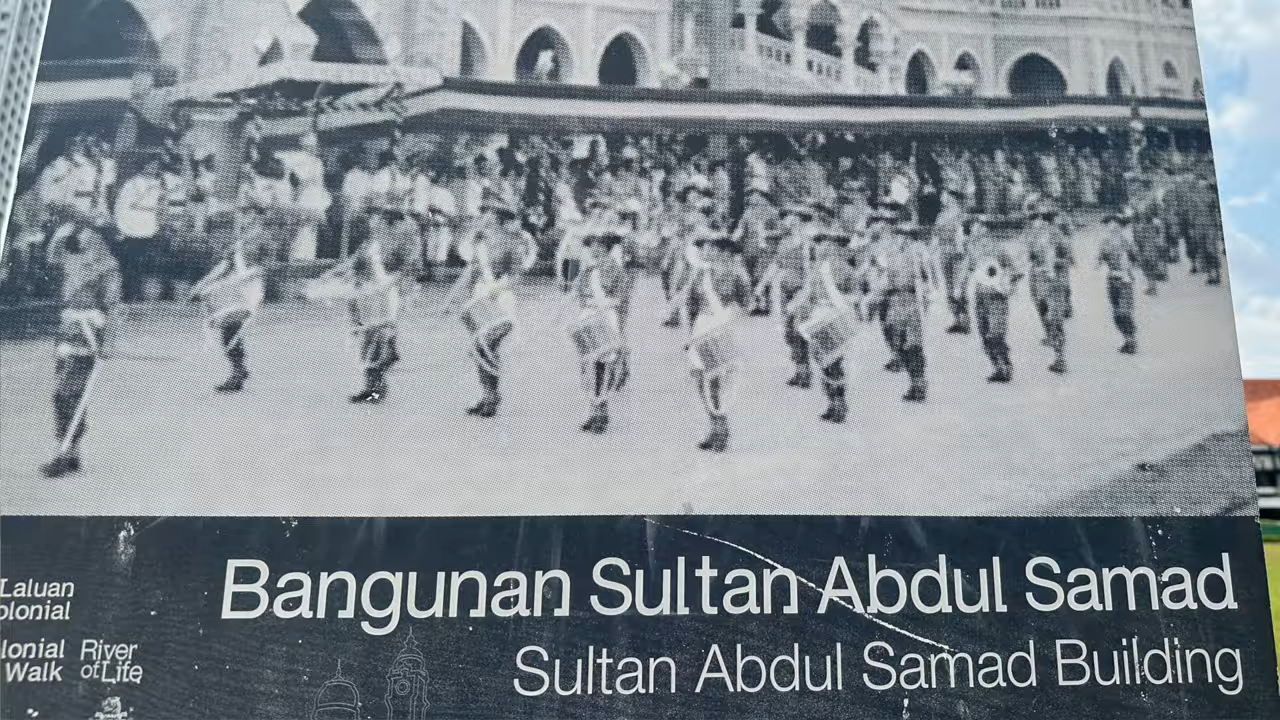 Bangunan Sultan Abdul Samad
Sultan Abdul Samad Building
Laluan
olonial
lonial
Walk
River
of Life